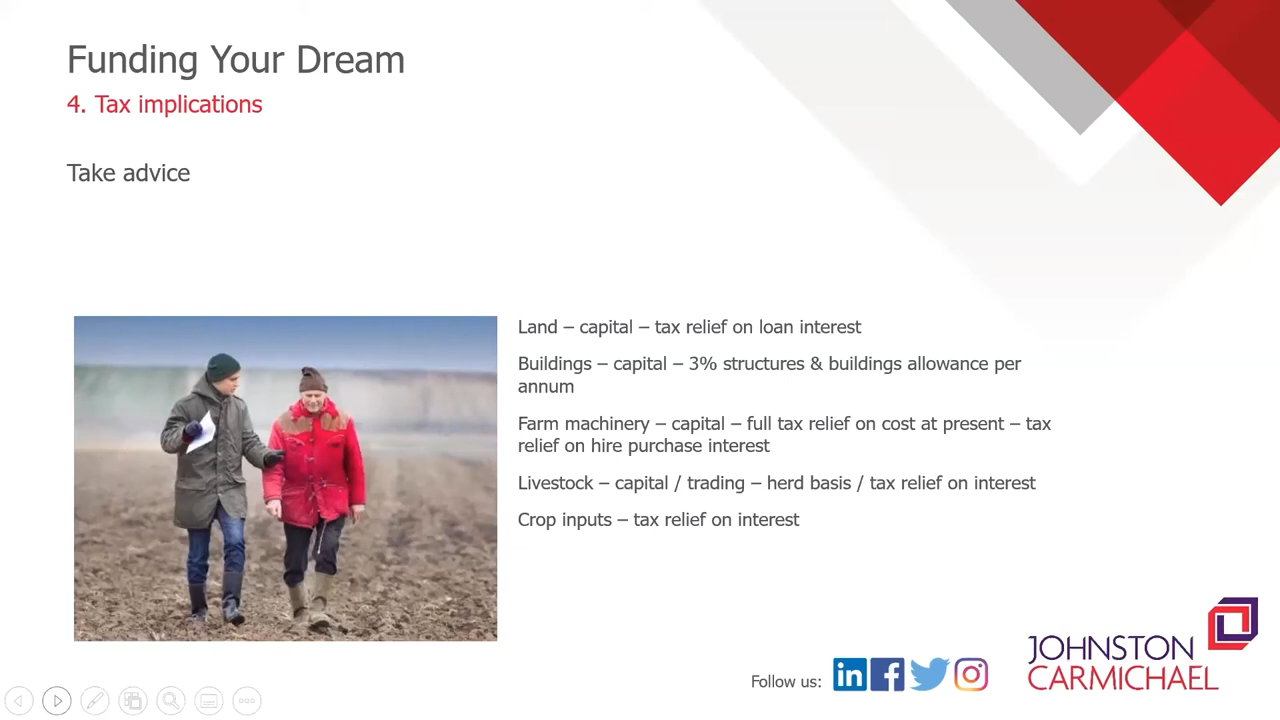 Funding Your Dream
4. Tax implications
Take advice
Land – capital – tax relief on loan interest
Buildings – capital – 3% structures & buildings allowance per
annum
Farm machinery – capital – full tax relief on cost at present – tax
relief on hire purchase interest
Livestock – capital / trading – herd basis / tax relief on interest
Crop inputs – tax relief on interest
Follow us:
JOHNSTON
CARMICHAEL